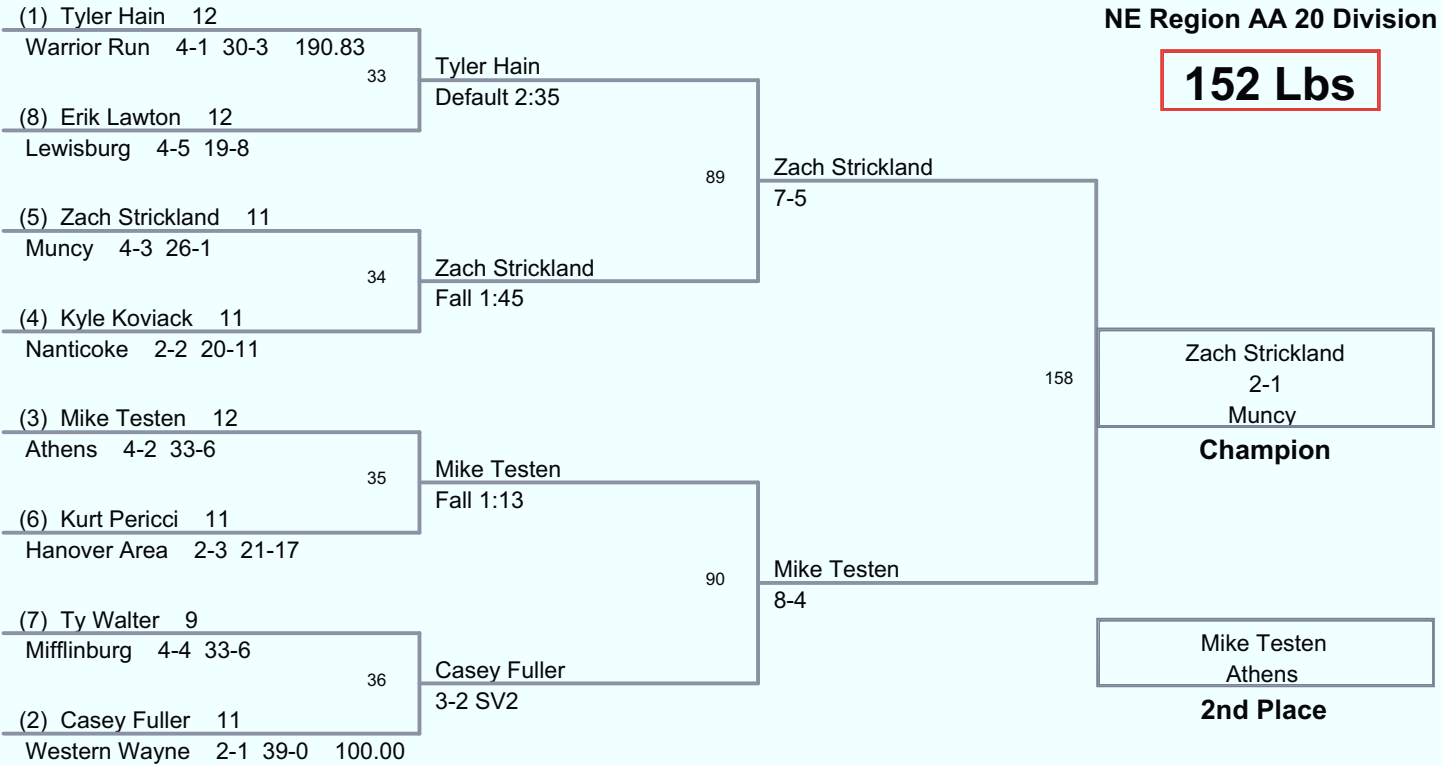 (1) Tyler Hain 12
Warrior Run 4-1 30-3 190.83
33
(8) Erik Lawton 12
Lewisburg 4-5 19-8
(5) Zach Strickland 11
Muncy 4-3 26-1
34
(4) Kyle Koviack 11
Nanticoke 2-2 20-11
(3) Mike Testen 12
Athens 4-2 33-6
35
(6) Kurt Pericci 11
Hanover Area 2-3 21-17
(7) Ty Walter 9
Mifflinburg 4-4 33-6
36
(2) Casey Fuller 11
Western Wayne 2-1 39-0 100.00
Tyler Hain
Default 2:35
89
Zach Strickland
Fall 1:45
Mike Testen
Fall 1:13
90
Casey Fuller
3-2 SV2
Zach Strickland
7-5
158
Mike Testen
8-4
NE Region AA 20 Division
152 Lbs
Zach Strickland
2-1
Muncy
Champion
Mike Testen
Athens
2nd Place